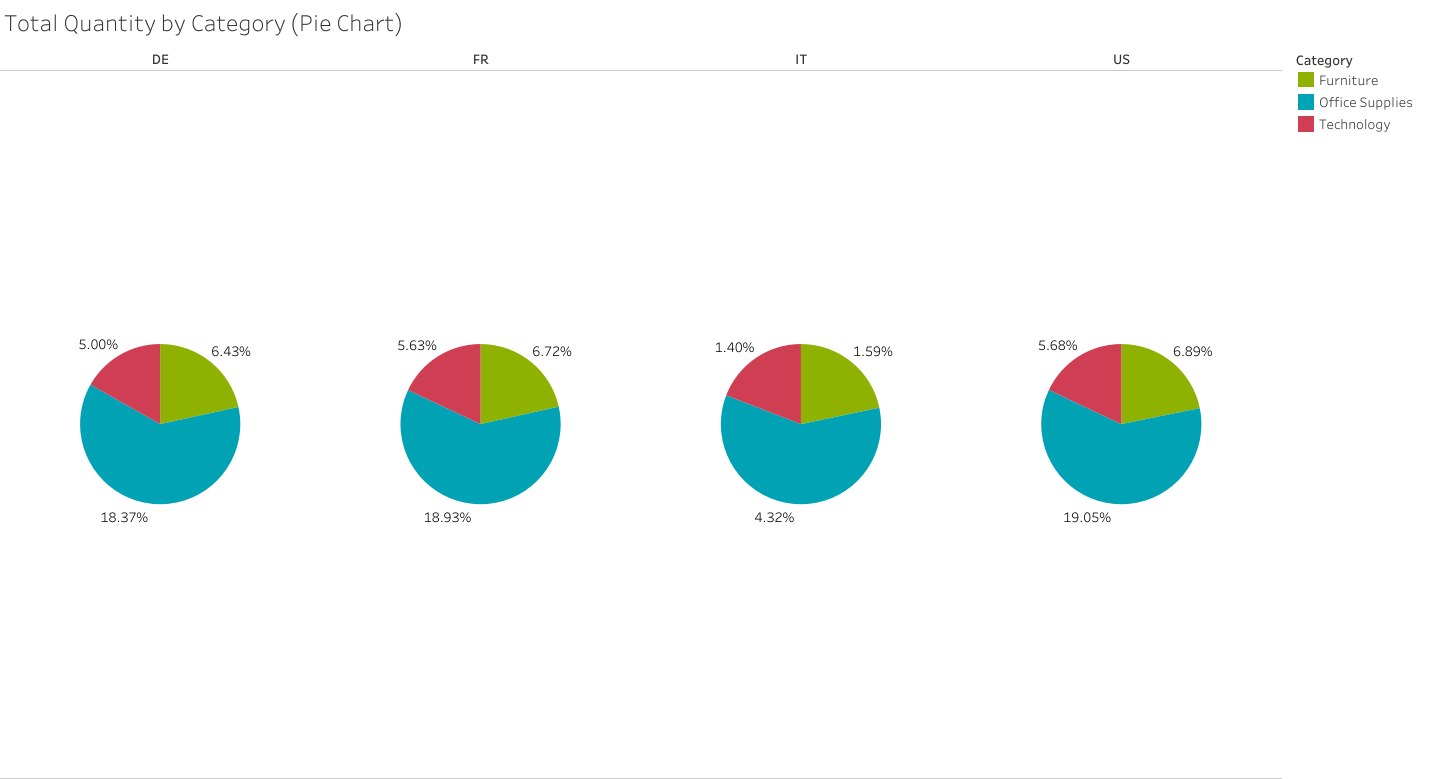 Total Quantity by Category (Pie Chart)
DE FR IT US
Category
Furniture
Office Supplies
Technology
5.00% 6.43% 5.63% 6.72% 1.40% 1.59% 5.68% 6.89%
18.37% 18.93% 4.32% 19.05%